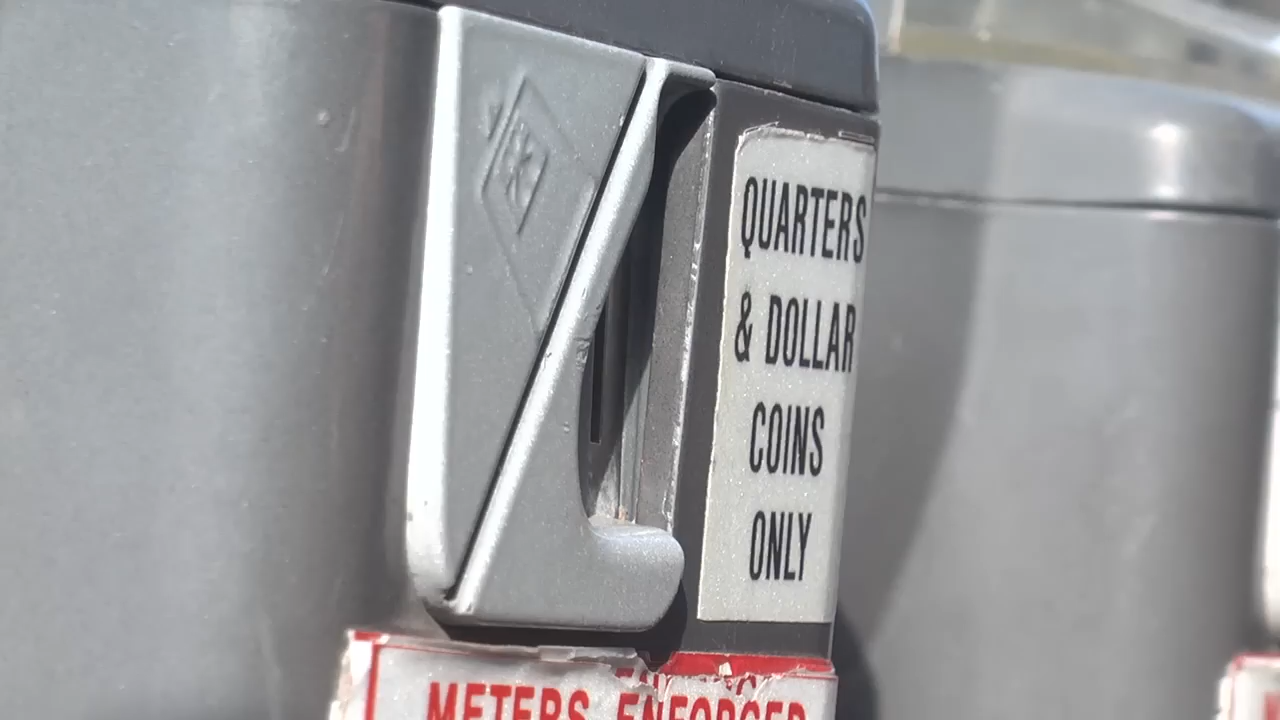 QUARTERS
& DOLLAR
COINS
ONLY
METERS ENFORCED